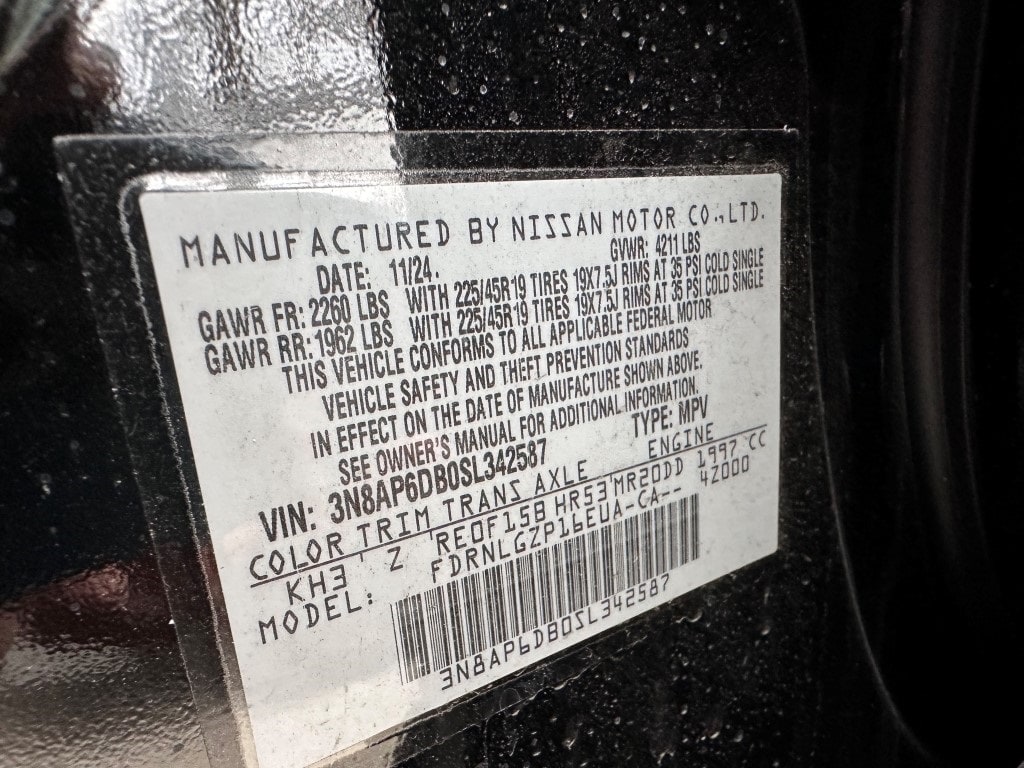 MANUFACTURED BY NISSAN MOTOR CO.,LTD.
DATE: 11/24. GVWR: 4211 LBS
GAWR FR: 2260 LBS WITH 225/45R19 TIRES 19X7.5J RIMS AT 35 PSI COLD SINGLE
GAWR RR: 1962 LBS WITH 225/45R19 TIRES 19X7.5J RIMS AT 35 PSI COLD SINGLE
THIS VEHICLE CONFORMS TO ALL APPLICABLE FEDERAL MOTOR
VEHICLE SAFETY AND THEFT PREVENTION STANDARDS
IN EFFECT ON THE DATE OF MANUFACTURE SHOWN ABOVE.
SEE OWNER'S MANUAL FOR ADDITIONAL INFORMATION.
VIN: 3N8AP6DB0SL342587 TYPE: MPV
COLOR TRIM TRANS AXLE ENGINE
KH3 Z RE0F15B HR53 MR20DD 1997 CC
MODEL: FDRNLGZP16EUA-CA-- 42000
3N8AP6DB0SL342587